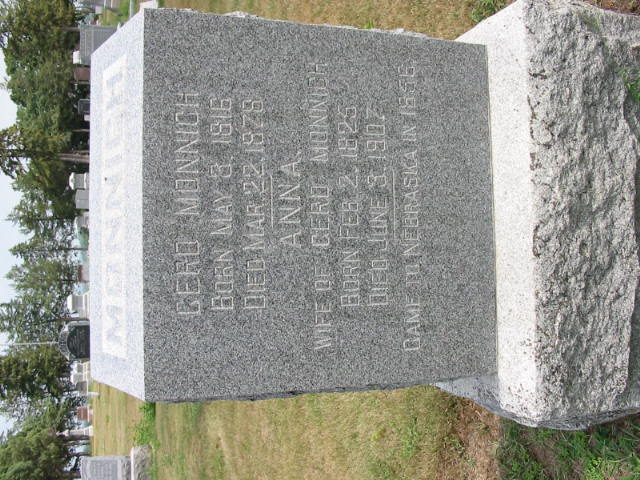 MONNICH
GERD MONNICH
BORN MAY 8, 1816
DIED MAR. 22, 1878
ANNA,
WIFE OF GERD MONNICH
BORN FEB. 2, 1825
DIED JUNE 3, 1907
CAME TO NEBRASKA IN 1856.